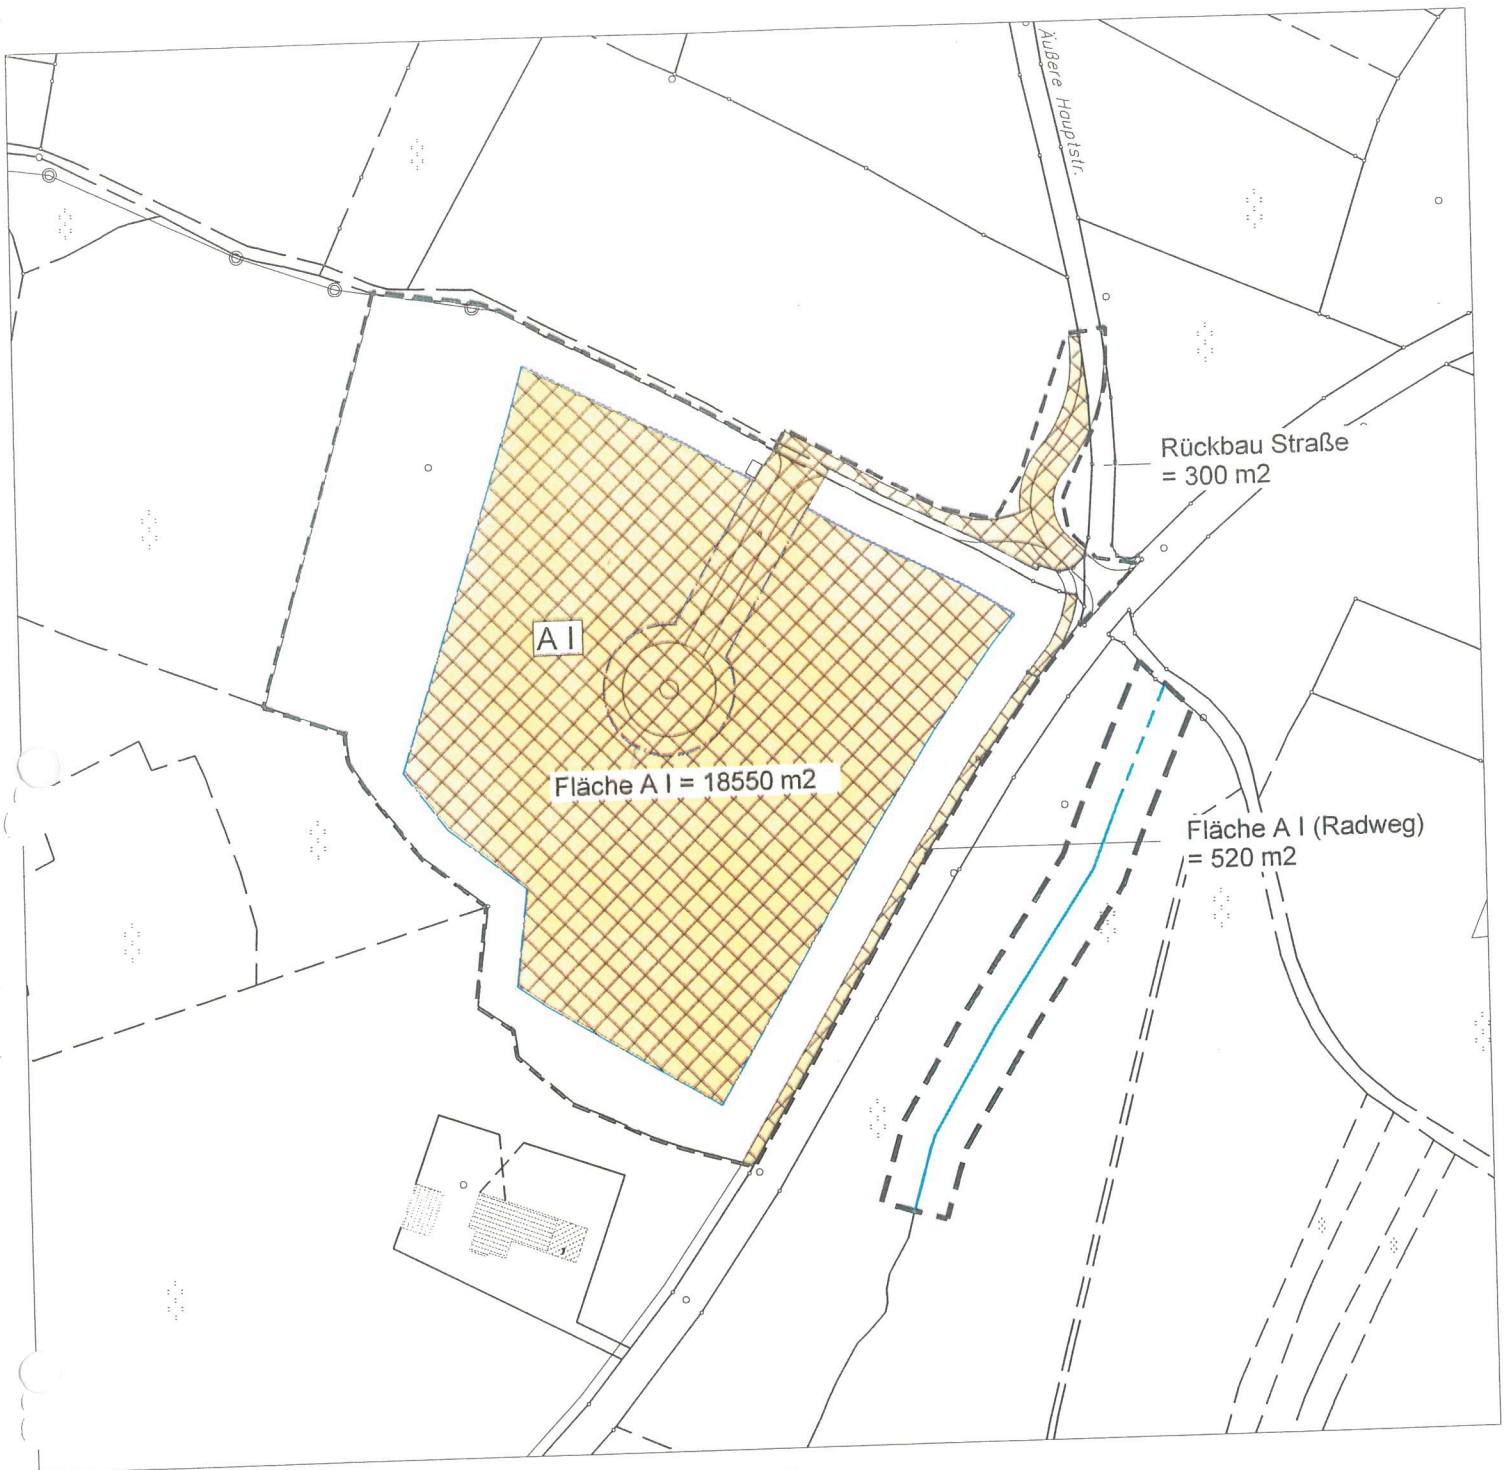 Äußere Hauptstr.
Rückbau Straße
= 300 m2
A I
Fläche A I = 18550 m2
Fläche A I (Radweg)
= 520 m2